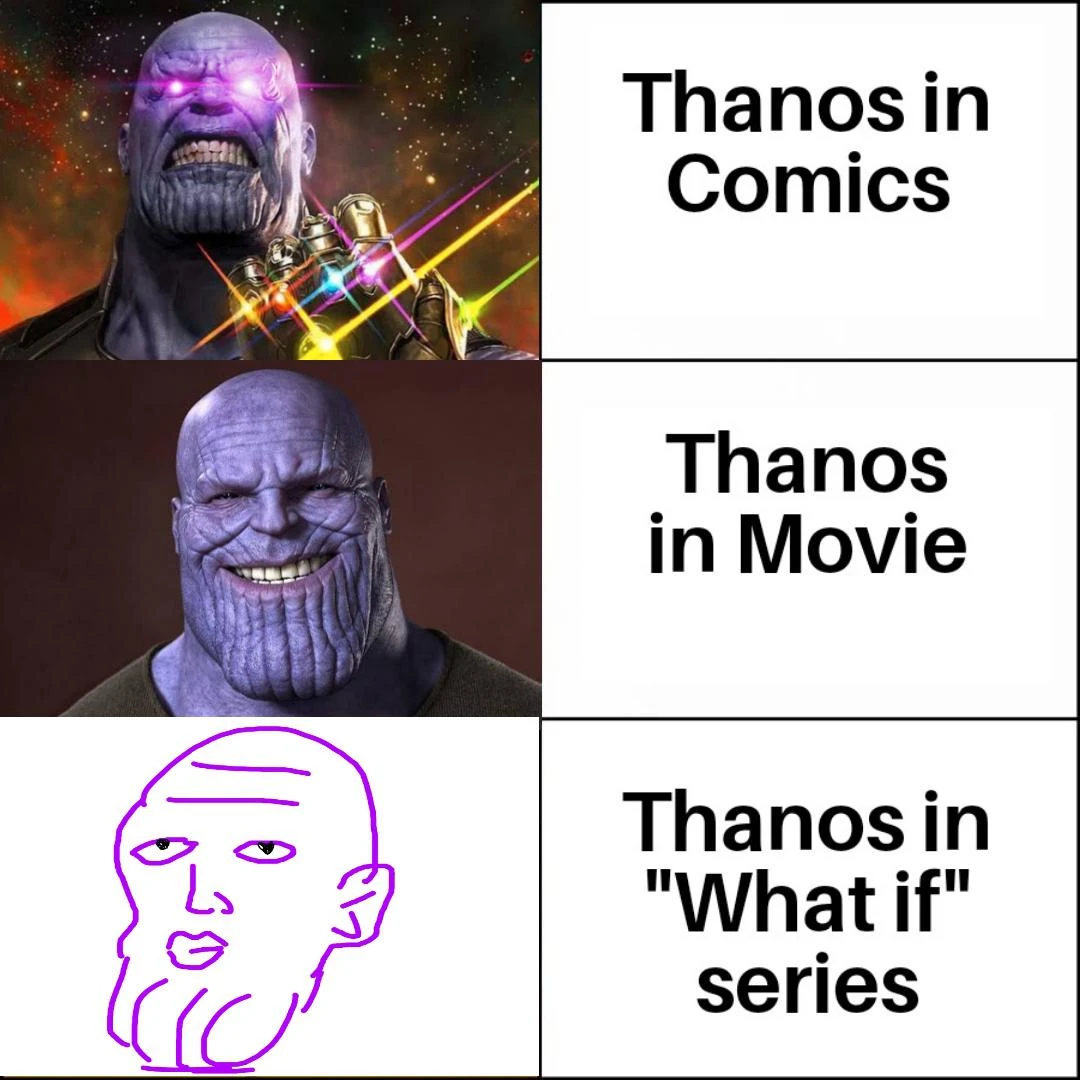 Thanos in
Comics
Thanos
in Movie
Thanos in
"What if"
series